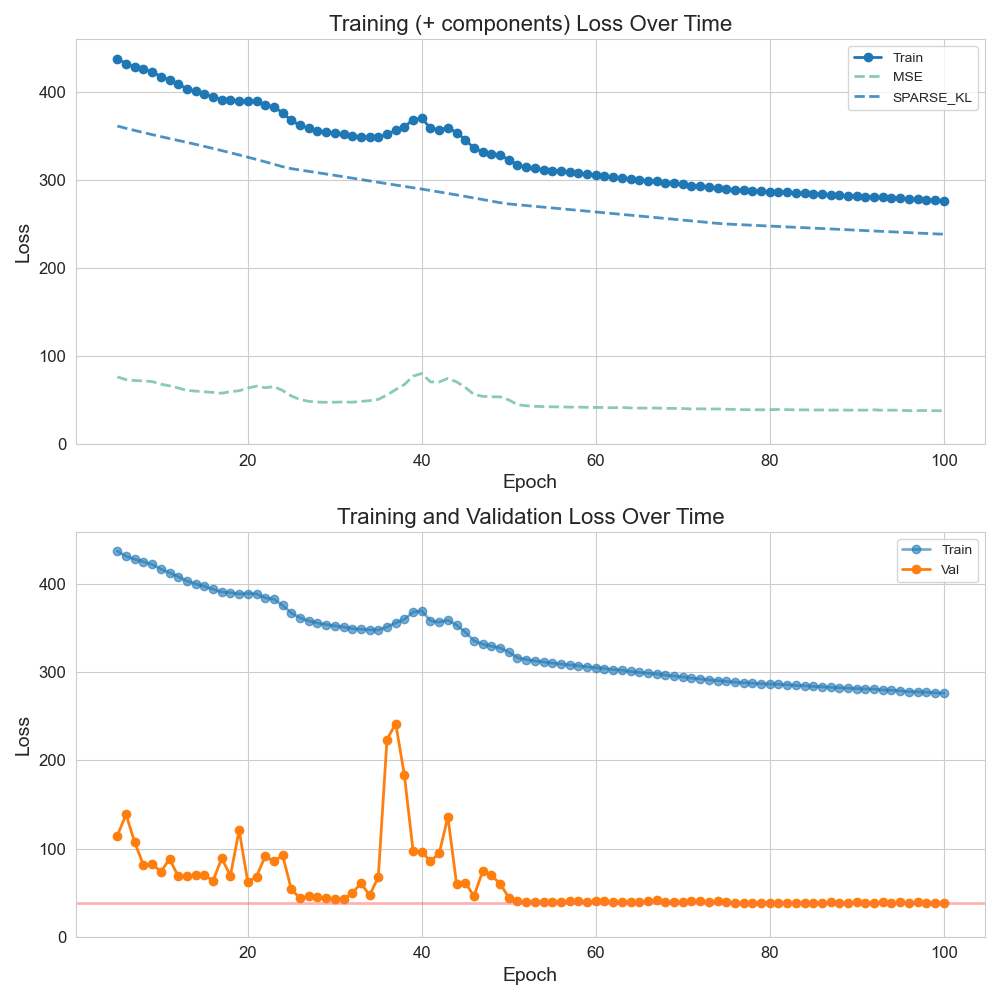 Training (+ components) Loss Over Time
Train
MSE
SPARSE_KL
Loss
400
300
200
100
0
20 40 60 80 100
Epoch
Training and Validation Loss Over Time
Train
Val
Loss
400
300
200
100
0
20 40 60 80 100
Epoch